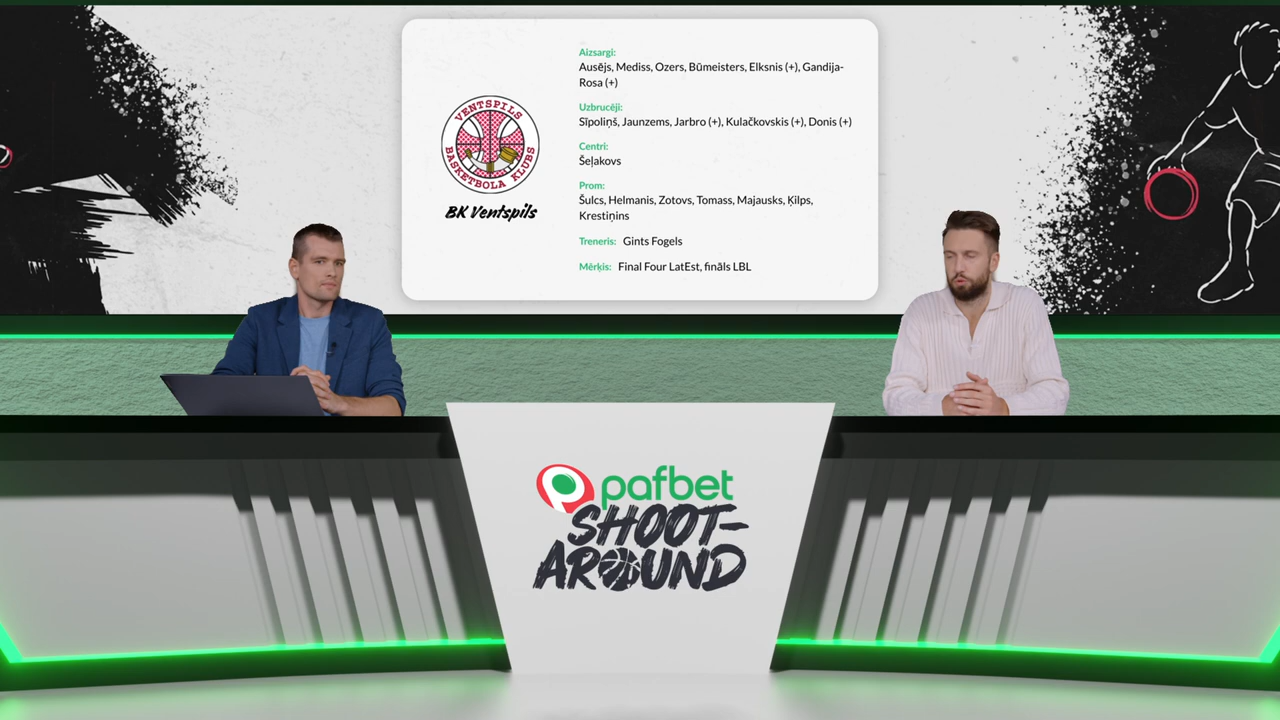 Aizsargi:
Ausējs, Mediss, Ozers, Būmeisters, Elksnis (+), Gandija-
Rosa (+)
Uzbrucēji:
Sīpoliņš, Jaunzems, Jarbro (+), Kulačkovskis (+), Donis (+)
Centri:
Šeļakovs
Prom:
Šulcs, Helmanis, Zotovs, Tomass, Majausks, Ķilps,
Krestiņins
Treneris: Gints Fogels
Mērķis: Final Four LatEst, fināls LBL
VENTSPILS
BASKETBOLA KLUBS
BK Ventspils
pafbet
SHOOT-
AROUND